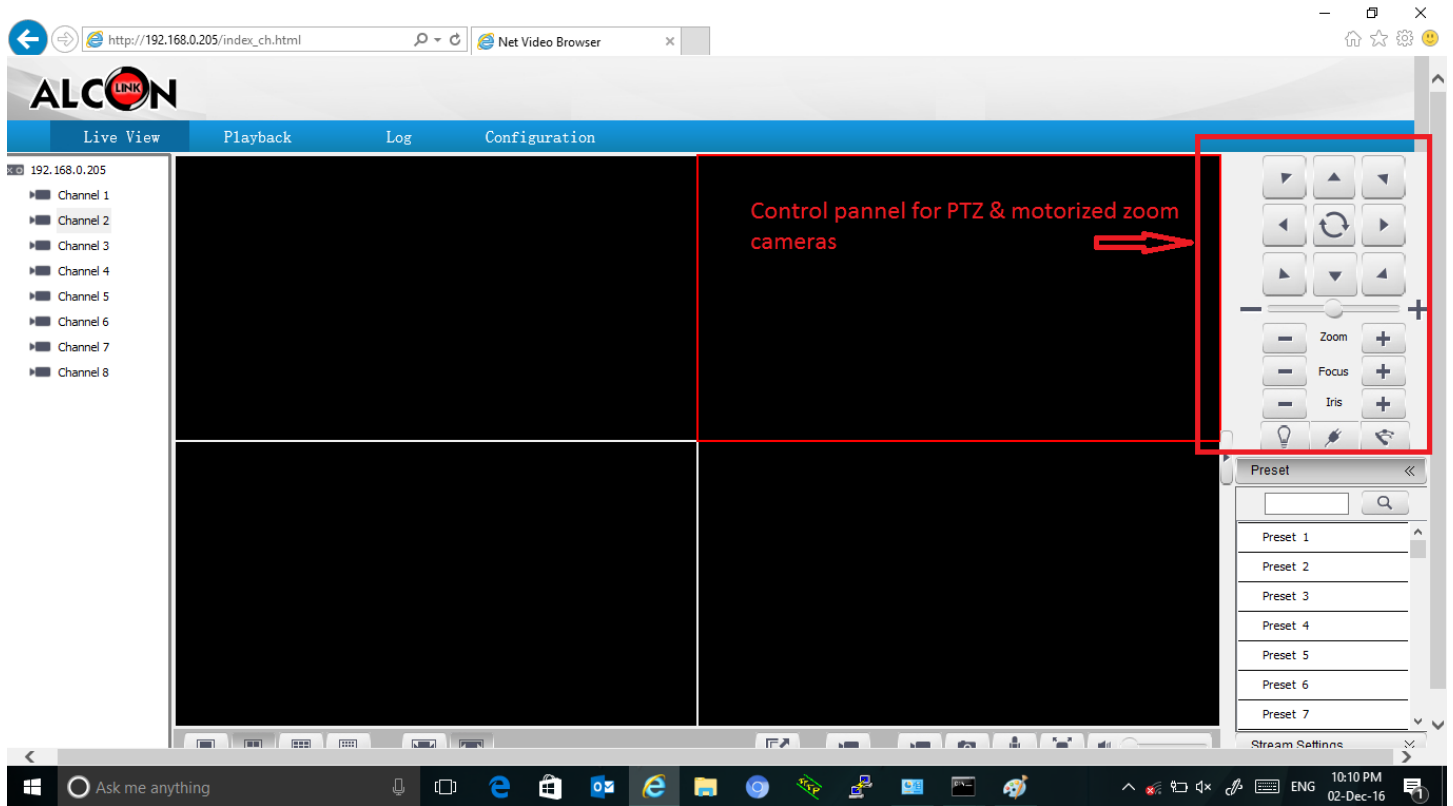 http://192.168.0.205/index_ch.html
Net Video Browser
ALCON
LINK
Live View
Playback
Log
Configuration
192.168.0.205
Channel 1
Channel 2
Channel 3
Channel 4
Channel 5
Channel 6
Channel 7
Channel 8
Control pannel for PTZ & motorized zoom
cameras
Zoom
Focus
Iris
Preset
Preset 1
Preset 2
Preset 3
Preset 4
Preset 5
Preset 6
Preset 7
Stream Settings
Ask me anything
ENG
10:10 PM
02-Dec-16
1